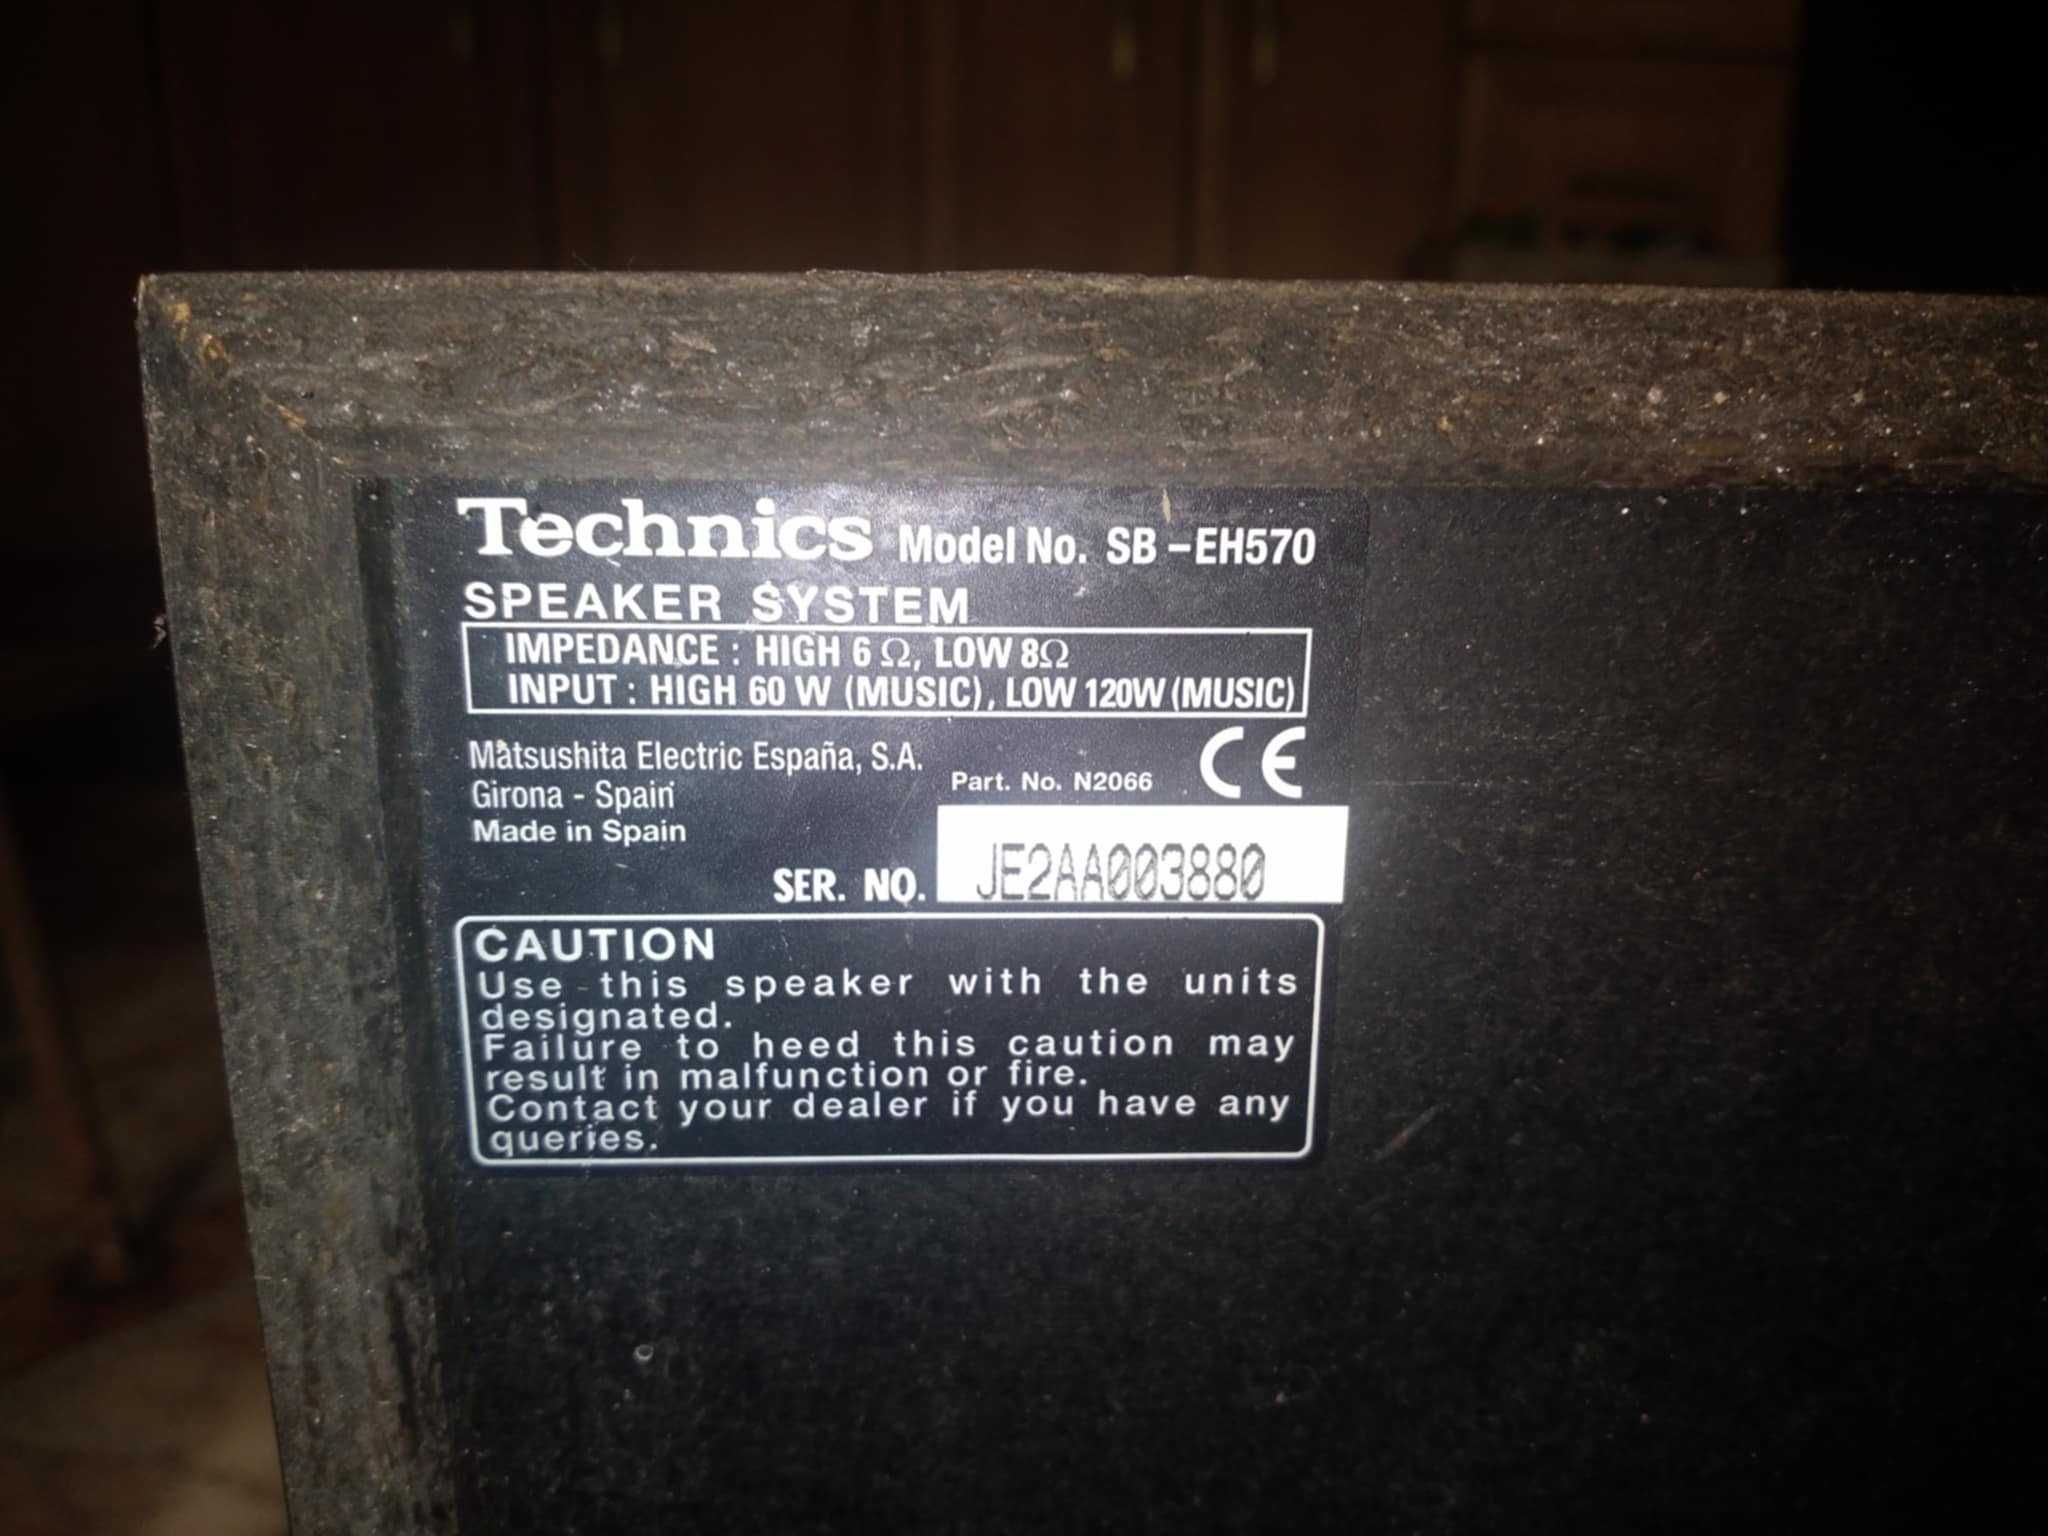 Technics Model No. SB-EH570
SPEAKER SYSTEM
IMPEDANCE : HIGH 6 Ω, LOW 8Ω
INPUT : HIGH 60 W (MUSIC), LOW 120W (MUSIC)
Matsushita Electric España, S.A.
Girona - Spain
Made in Spain
Part. No. N2066
CE
SER. NO. JE2AA003880
CAUTION
Use this speaker with the units
designated.
Failure to heed this caution may
result in malfunction or fire.
Contact your dealer if you have any
queries.